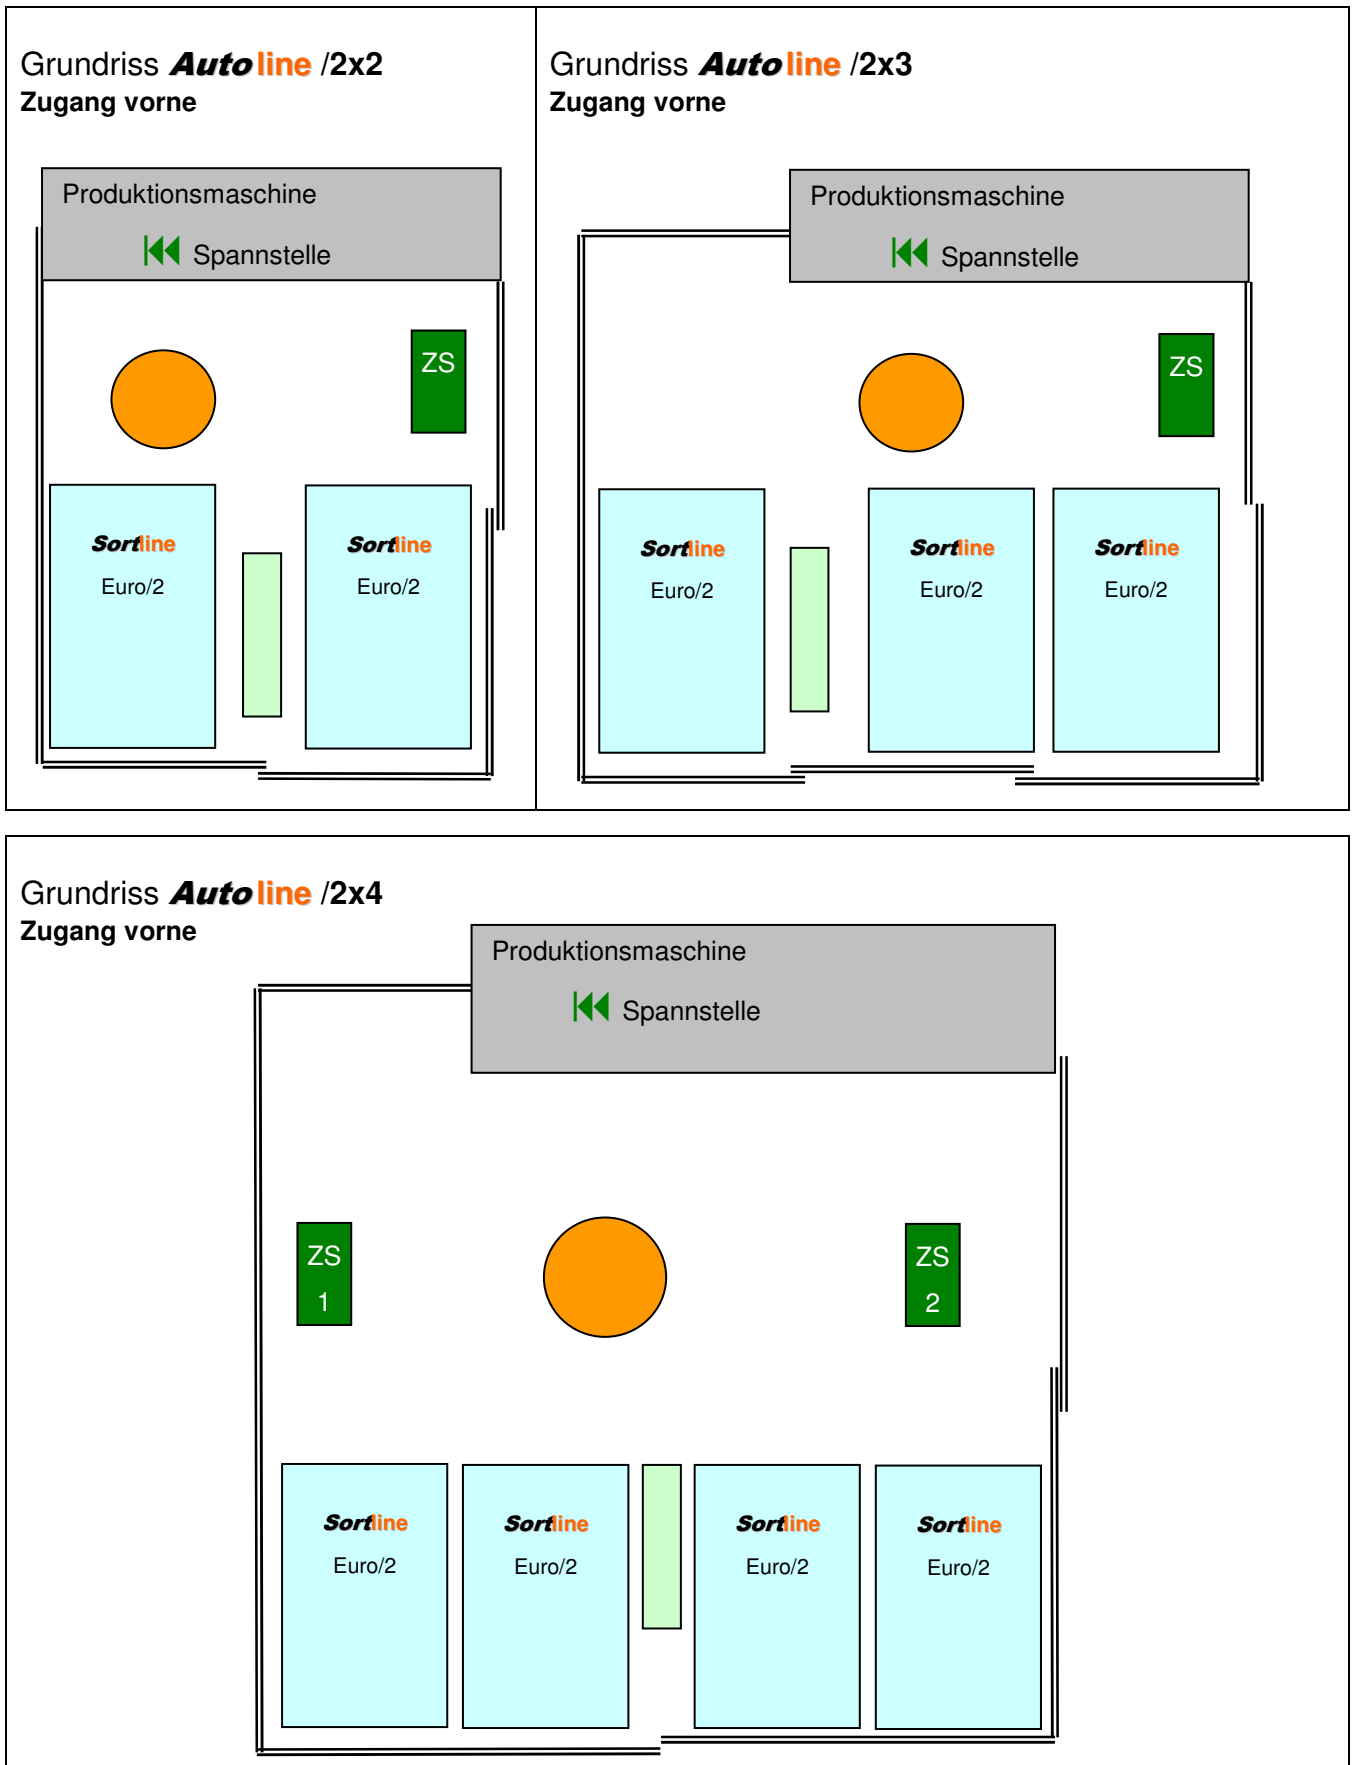 Grundriss Autoline /2x2
Zugang vorne
Produktionsmaschine
Spannstelle
ZS
Sortline
Euro/2
Sortline
Euro/2
Grundriss Autoline /2x3
Zugang vorne
Produktionsmaschine
Spannstelle
ZS
Sortline
Euro/2
Sortline
Euro/2
Sortline
Euro/2
Grundriss Autoline /2x4
Zugang vorne
Produktionsmaschine
Spannstelle
ZS
1
ZS
2
Sortline
Euro/2
Sortline
Euro/2
Sortline
Euro/2
Sortline
Euro/2